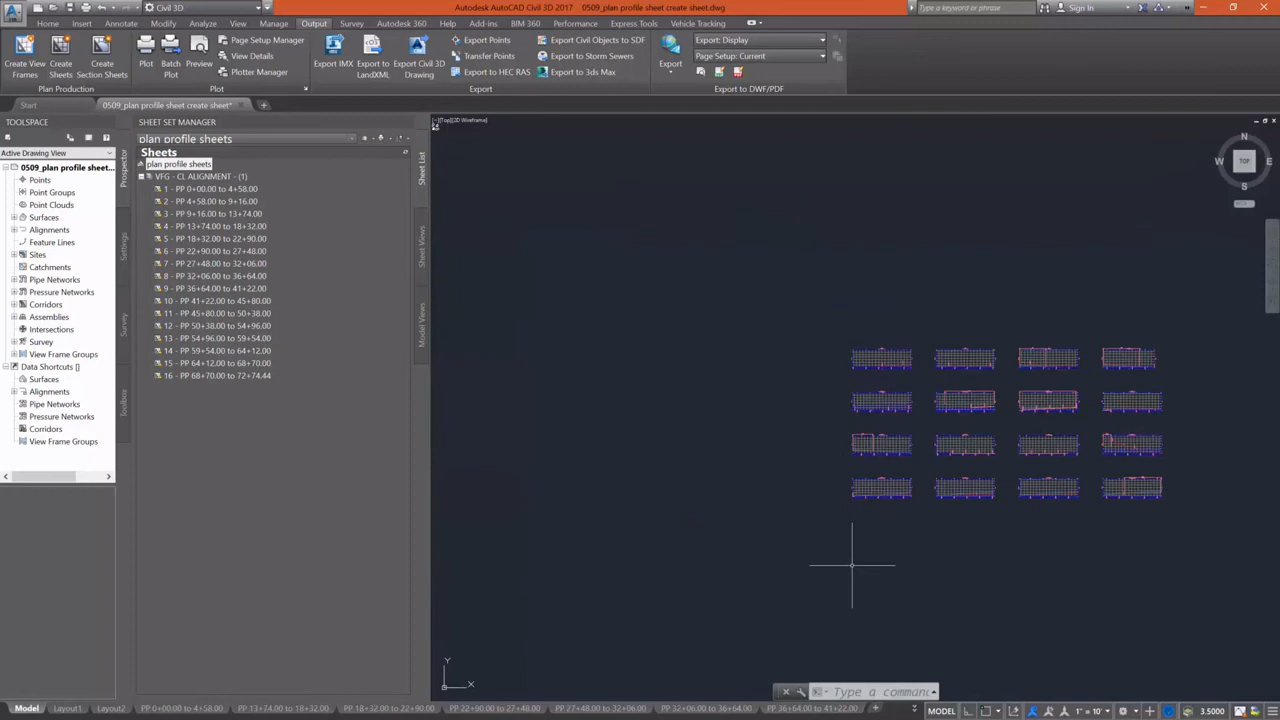 Civil 3D
Autodesk AutoCAD Civil 3D 2017 0509_plan profile sheet create sheet.dwg
Type a keyword or phrase
Sign In
Home Insert Annotate Modify Analyze View Manage Output Survey Autodesk 360 Help Add-ins BIM 360 Performance Express Tools Vehicle Tracking
Create View Frames
Create Sheets
Create Section Sheets
Plan Production
Plot
Batch Plot
Preview
Page Setup Manager
View Details
Plotter Manager
Plot
Export IMX
Export to LandXML
Export Civil 3D Drawing
Export Points
Transfer Points
Export to HEC RAS
Export Civil Objects to SDF
Export to Storm Sewers
Export to 3ds Max
Export
Export
Export: Display
Page Setup: Current
Export to DWF/PDF
Start
0509_plan profile sheet create sheet*
TOOLSPACE
Active Drawing View
0509_plan profile sheet...
Points
Point Groups
Point Clouds
Surfaces
Alignments
Feature Lines
Sites
Catchments
Pipe Networks
Pressure Networks
Corridors
Assemblies
Intersections
Survey
View Frame Groups
Data Shortcuts []
Surfaces
Alignments
Pipe Networks
Pressure Networks
Corridors
View Frame Groups
Prospector
Settings
Survey
Toolbox
SHEET SET MANAGER
plan profile sheets
Sheets
plan profile sheets
VFG - CL ALIGNMENT - (1)
1 - PP 0+00.00 to 4+58.00
2 - PP 4+58.00 to 9+16.00
3 - PP 9+16.00 to 13+74.00
4 - PP 13+74.00 to 18+32.00
5 - PP 18+32.00 to 22+90.00
6 - PP 22+90.00 to 27+48.00
7 - PP 27+48.00 to 32+06.00
8 - PP 32+06.00 to 36+64.00
9 - PP 36+64.00 to 41+22.00
10 - PP 41+22.00 to 45+80.00
11 - PP 45+80.00 to 50+38.00
12 - PP 50+38.00 to 54+96.00
13 - PP 54+96.00 to 59+54.00
14 - PP 59+54.00 to 64+12.00
15 - PP 64+12.00 to 68+70.00
16 - PP 68+70.00 to 72+74.44
Sheet List
Sheet Views
Model Views
[-][Top][2D Wireframe]
N
W TOP E
S
Y
X
Type a command
Model Layout1 Layout2 PP 0+00.00 to 4+58.00 PP 13+74.00 to 18+32.00 PP 18+32.00 to 22+90.00 PP 22+90.00 to 27+48.00 PP 27+48.00 to 32+06.00 PP 32+06.00 to 36+64.00 PP 36+64.00 to 41+22.00
MODEL 1" = 10' 3.5000